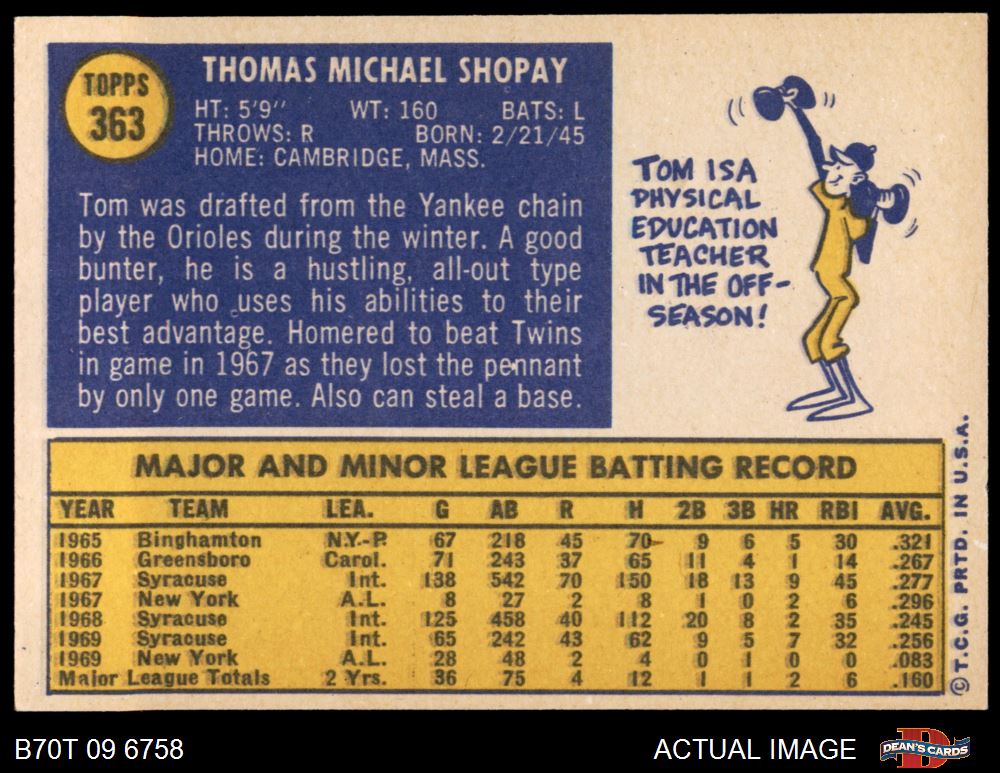 TOPPS
363
THOMAS MICHAEL SHOPAY
HT: 5'9" WT: 160 BATS: L
THROWS: R BORN: 2/21/45
HOME: CAMBRIDGE, MASS.
Tom was drafted from the Yankee chain
by the Orioles during the winter. A good
bunter, he is a hustling, all-out type
player who uses his abilities to their
best advantage. Homered to beat Twins
in game in 1967 as they lost the pennant
by only one game. Also can steal a base.
TOM IS A
PHYSICAL
EDUCATION
TEACHER
IN THE OFF-
SEASON!
MAJOR AND MINOR LEAGUE BATTING RECORD
YEAR TEAM LEA. G AB R H 2B 3B HR RBI AVG.
1965 Binghamton N.Y.-P. 67 218 45 70 9 6 5 30 .321
1966 Greensboro Carol. 71 243 37 65 11 4 1 14 .267
1967 Syracuse Int. 138 542 70 150 18 13 9 45 .277
1967 New York A.L. 8 27 2 8 1 0 2 6 .296
1968 Syracuse Int. 125 458 40 112 20 8 2 35 .245
1969 Syracuse Int. 65 242 43 62 9 5 7 32 .256
1969 New York A.L. 28 48 2 4 0 1 0 0 .083
Major League Totals 2 Yrs. 36 75 4 12 1 1 2 6 .160
© T.C.G. PRTD. IN U.S.A.
B70T 09 6758
ACTUAL IMAGE
D
DEAN'S CARDS